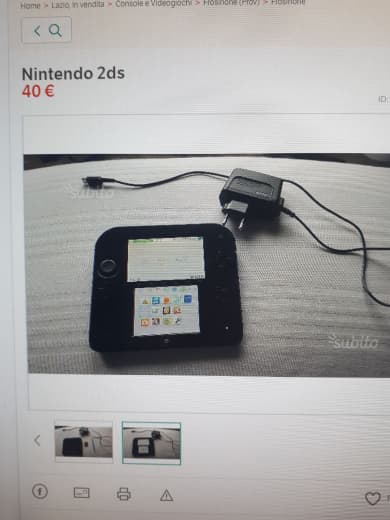 Home > Lazio, in vendita > Console e Videogiochi > Frosinone (Prov) > Frosinone
Nintendo 2ds
40 €
ID:
subito
subito